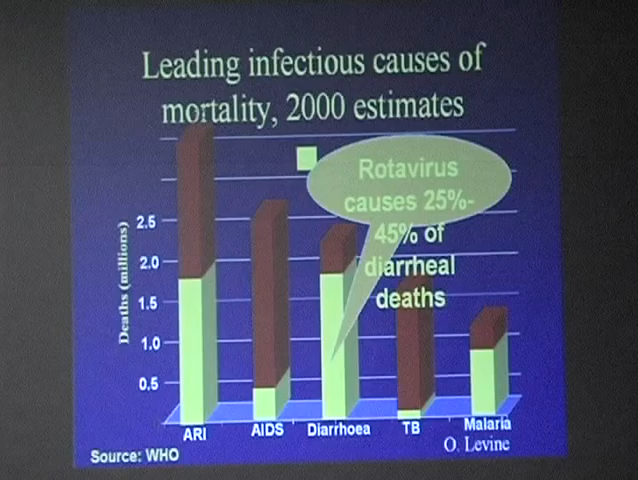 Leading infectious causes of
mortality, 2000 estimates
Rotavirus
causes 25%-
45% of
diarrheal
deaths
Deaths (millions)
2.5
2.0
1.5
1.0
0.5
ARI AIDS Diarrhoea TB Malaria
O. Levine
Source: WHO